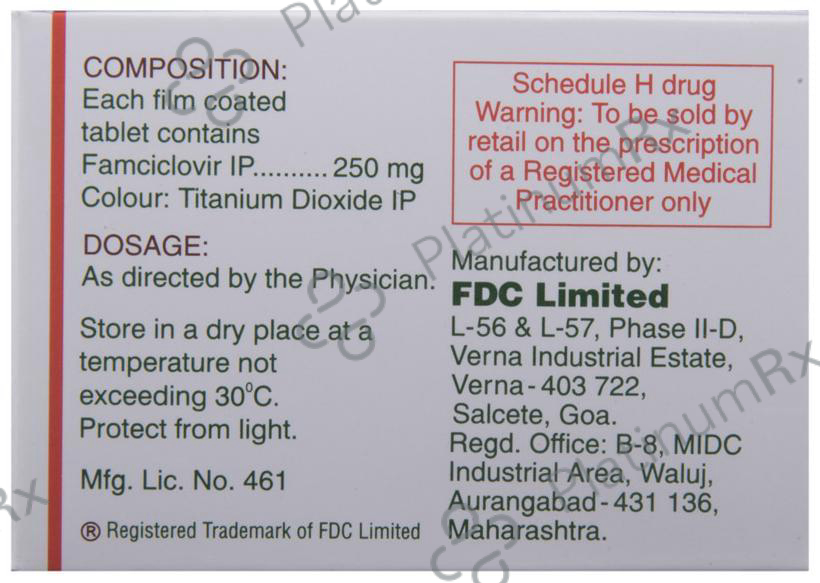 COMPOSITION:
Each film coated
tablet contains
Famciclovir IP.......... 250 mg
Colour: Titanium Dioxide IP
DOSAGE:
As directed by the Physician.
Store in a dry place at a
temperature not
exceeding 30⁰C.
Protect from light.
Mfg. Lic. No. 461
® Registered Trademark of FDC Limited
Schedule H drug
Warning: To be sold by
retail on the prescription
of a Registered Medical
Practitioner only
Manufactured by:
FDC Limited
L-56 & L-57, Phase II-D,
Verna Industrial Estate,
Verna - 403 722,
Salcete, Goa.
Regd. Office: B-8, MIDC
Industrial Area, Waluj,
Aurangabad - 431 136,
Maharashtra.
PlatinumRx
PlatinumRx